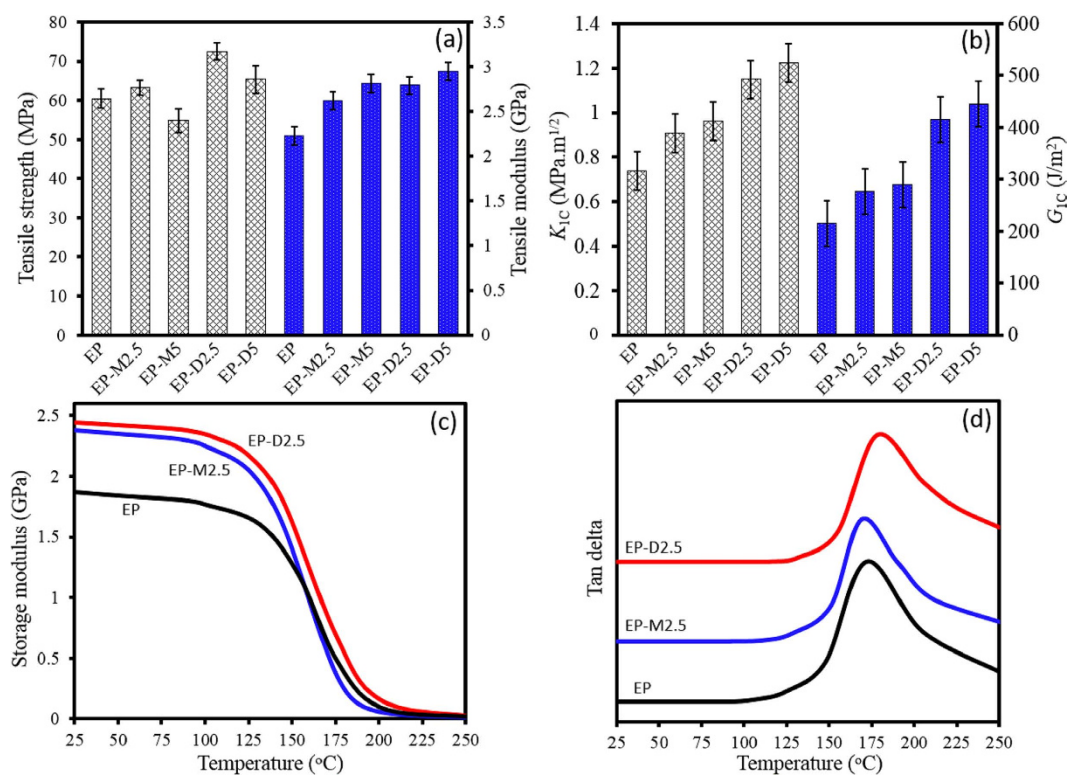 (a)
Tensile strength (MPa)
80
70
60
50
40
30
20
10
0
3.5
3
2.5
2
1.5
1
0.5
0
Tensile modulus (GPa)
EP
EP-M2.5
EP-M5
EP-D2.5
EP-D5
EP
EP-M2.5
EP-M5
EP-D2.5
EP-D5
(b)
K1C (MPa.m1/2)
1.4
1.2
1
0.8
0.6
0.4
0.2
0
600
500
400
300
200
100
0
G1C (J/m2)
EP
EP-M2.5
EP-M5
EP-D2.5
EP-D5
EP
EP-M2.5
EP-M5
EP-D2.5
EP-D5
(c)
Storage modulus (GPa)
2.5
2
1.5
1
0.5
0
EP-D2.5
EP-M2.5
EP
25 50 75 100 125 150 175 200 225 250
Temperature (oC)
(d)
Tan delta
EP-D2.5
EP-M2.5
EP
25 50 75 100 125 150 175 200 225 250
Temperature (oC)